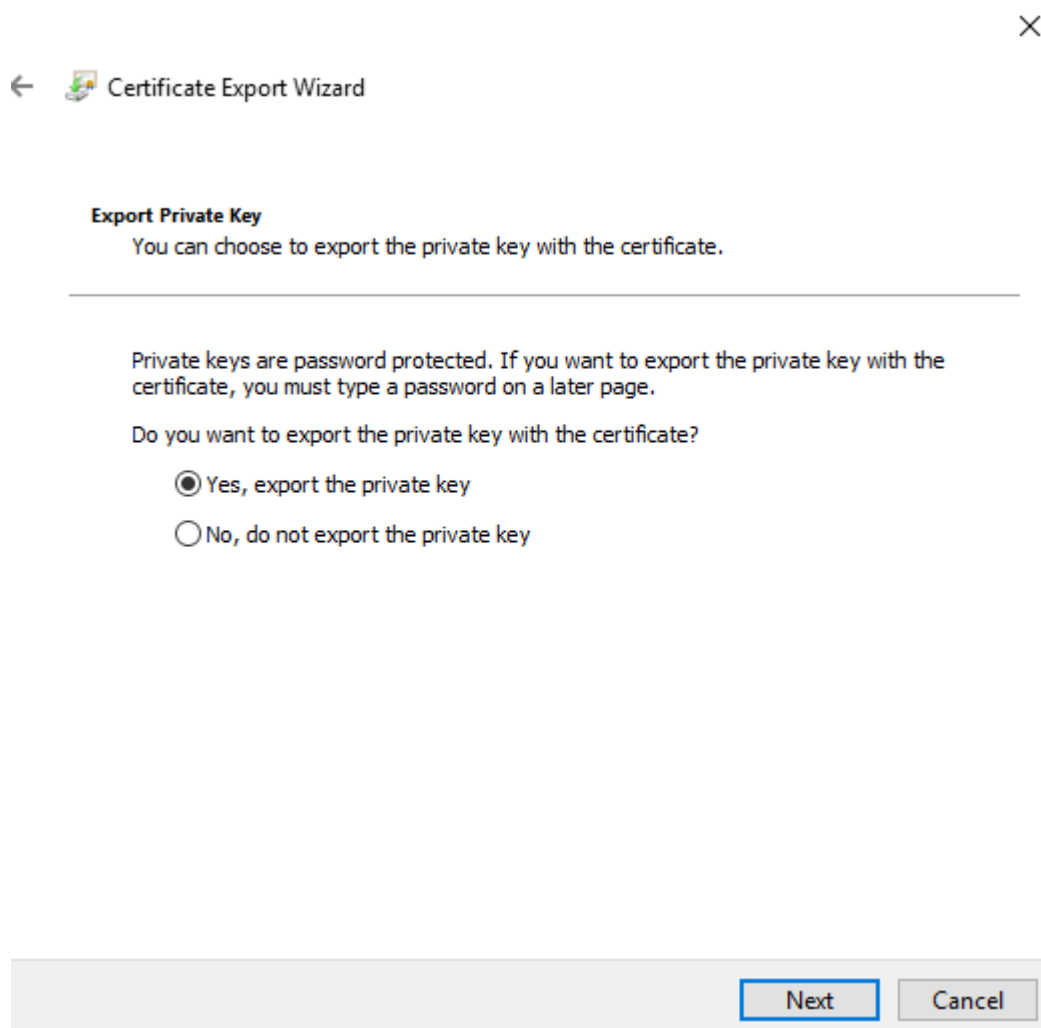 Certificate Export Wizard
Export Private Key
You can choose to export the private key with the certificate.
Private keys are password protected. If you want to export the private key with the
certificate, you must type a password on a later page.
Do you want to export the private key with the certificate?
Yes, export the private key
No, do not export the private key
Next
Cancel